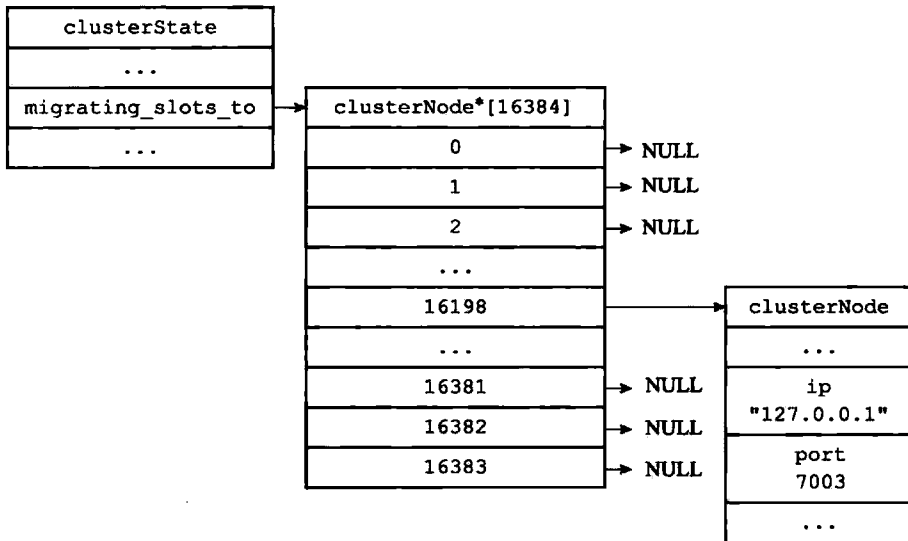 clusterState
...
migrating_slots_to
...
clusterNode*[16384]
0
NULL
1
NULL
2
NULL
...
16198
...
16381
NULL
16382
NULL
16383
NULL
clusterNode
...
ip
"127.0.0.1"
port
7003
...